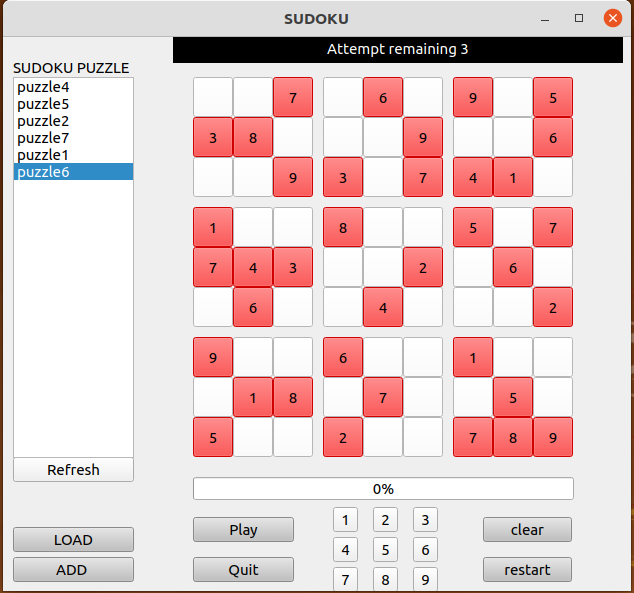 SUDOKU
Attempt remaining 3
SUDOKU PUZZLE
puzzle4
puzzle5
puzzle2
puzzle7
puzzle1
puzzle6
Refresh
LOAD
ADD
7 6 9 5
3 8 9 6
9 3 7 4 1
1 8 5 7
7 4 3 2 6
6 4 2
9 6 1
1 8 7 5
5 2 7 8 9
0%
Play 1 2 3 clear
4 5 6
Quit 7 8 9 restart